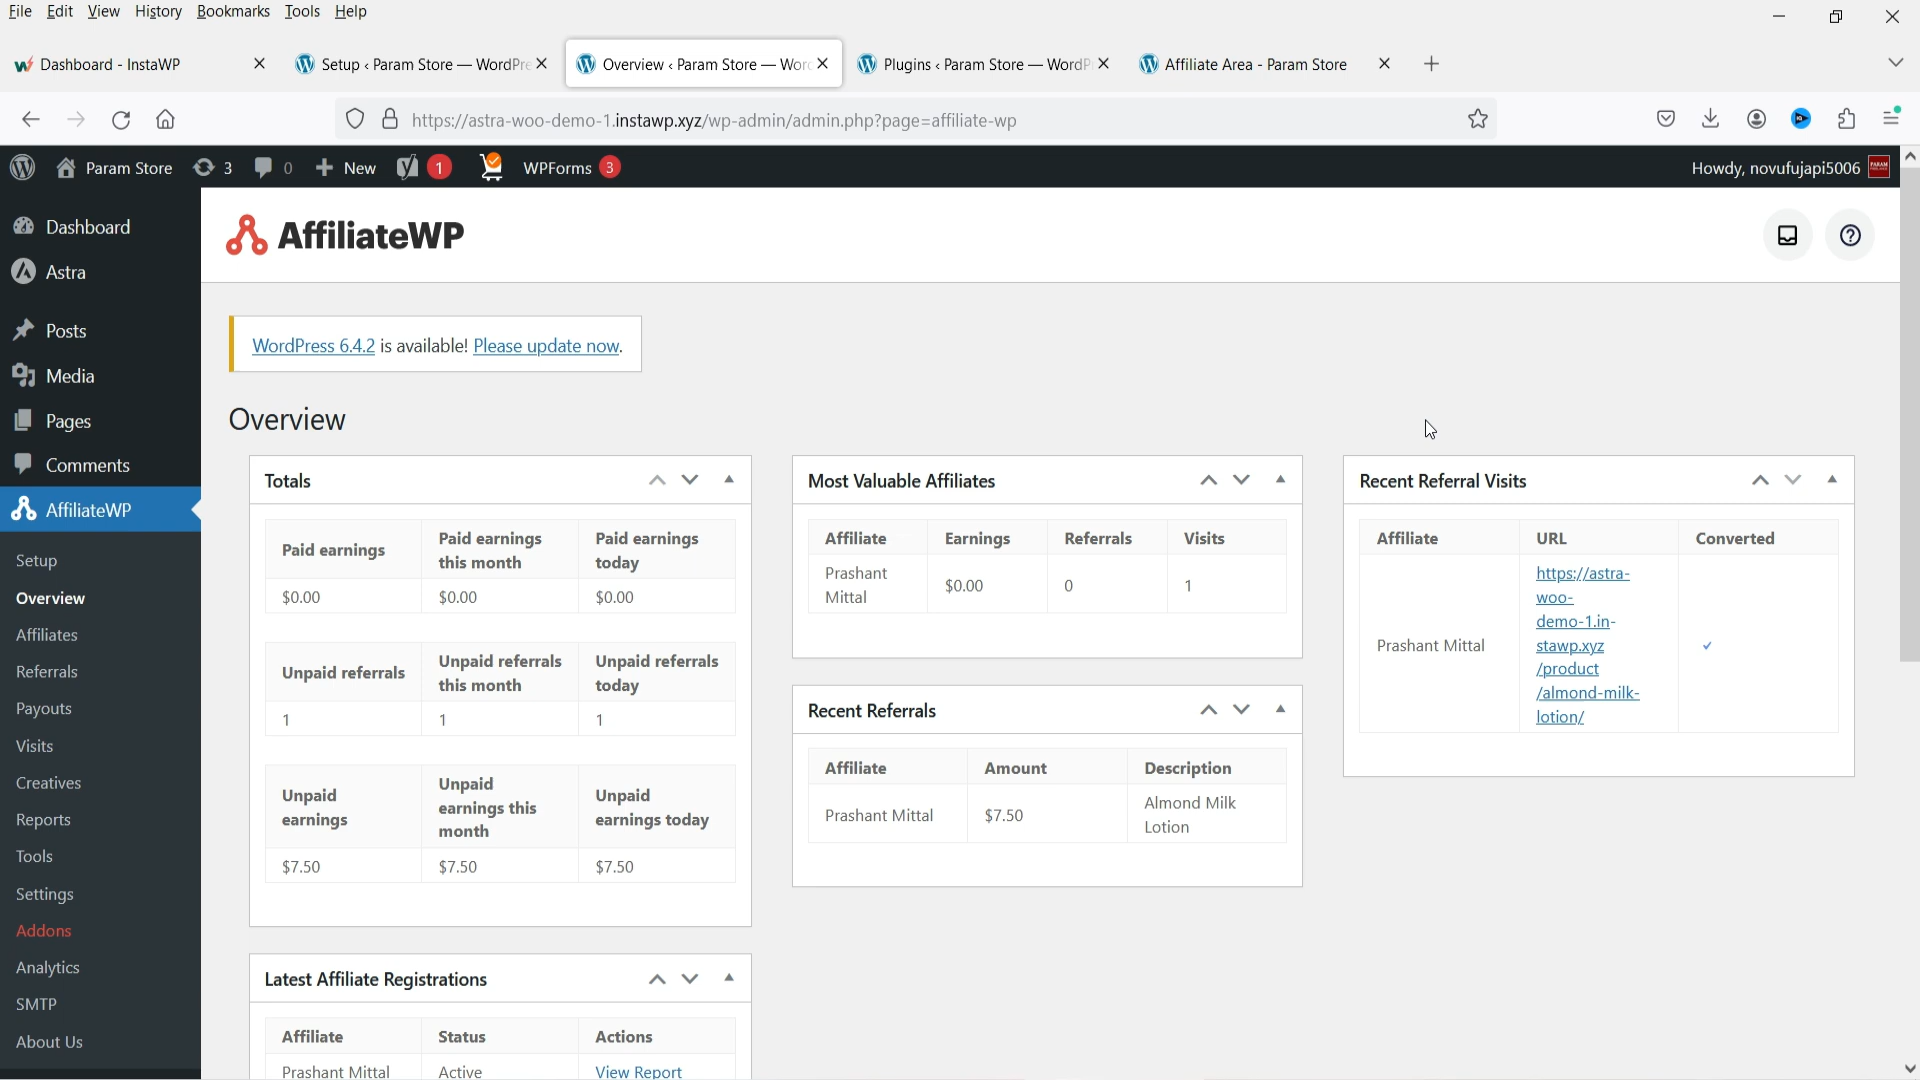 File Edit View History Bookmarks Tools Help
Dashboard - InstaWP
Setup ‹ Param Store — WordPre
Overview ‹ Param Store — Worc
Plugins ‹ Param Store — WordP
Affiliate Area - Param Store
https://astra-woo-demo-1.instawp.xyz/wp-admin/admin.php?page=affiliate-wp
Param Store 3 0 New 1 WPForms 3
Howdy, novufujapi5006
Dashboard
Astra
Posts
Media
Pages
Comments
AffiliateWP
Setup
Overview
Affiliates
Referrals
Payouts
Visits
Creatives
Reports
Tools
Settings
Addons
Analytics
SMTP
About Us
AffiliateWP
WordPress 6.4.2 is available! Please update now.
Overview
Totals
Paid earnings
Paid earnings
this month
Paid earnings
today
$0.00 $0.00 $0.00
Unpaid referrals
Unpaid referrals
this month
Unpaid referrals
today
1 1 1
Unpaid
earnings
Unpaid
earnings this
month
Unpaid
earnings today
$7.50 $7.50 $7.50
Latest Affiliate Registrations
Affiliate Status Actions
Prashant Mittal Active View Report
Most Valuable Affiliates
Affiliate Earnings Referrals Visits
Prashant
Mittal
$0.00 0 1
Recent Referrals
Affiliate Amount Description
Prashant Mittal $7.50
Almond Milk
Lotion
Recent Referral Visits
Affiliate URL Converted
Prashant Mittal
https://astra-
woo-
demo-1.in-
stawp.xyz
/product
/almond-milk-
lotion/